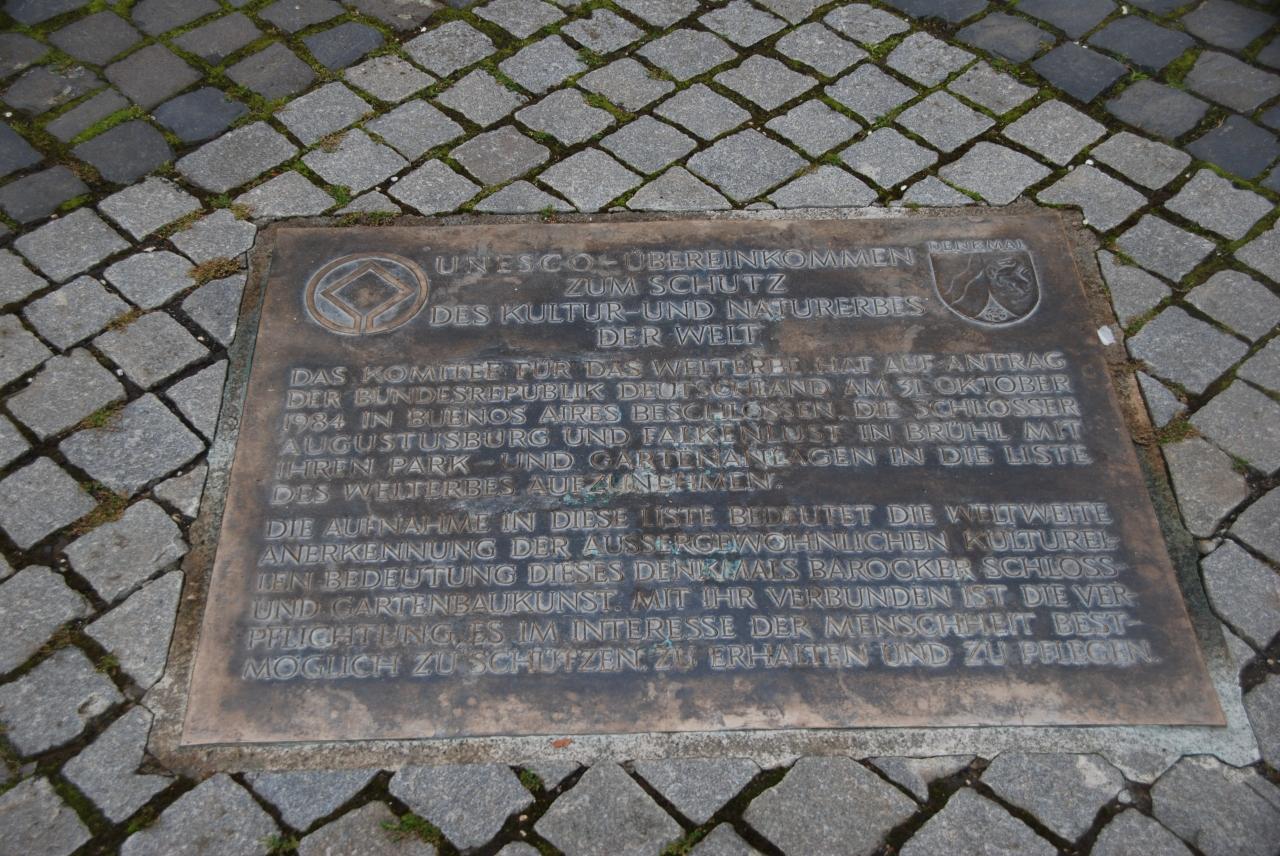 UNESCO-ÜBEREINKOMMEN
DENKMAL
ZUM SCHUTZ
DES KULTUR-UND NATURERBES
DER WELT
DAS KOMITEE FÜR DAS WELTERBE HAT AUF ANTRAG
DER BUNDESREPUBLIK DEUTSCHLAND AM 31. OKTOBER
1984 IN BUENOS AIRES BESCHLOSSEN, DIE SCHLÖSSER
AUGUSTUSBURG UND FALKENLUST IN BRÜHL MIT
IHREN PARK- UND GARTENANLAGEN IN DIE LISTE
DES WELTERBES AUFZUNEHMEN.
DIE AUFNAHME IN DIESE LISTE BEDEUTET DIE WELTWEITE
ANERKENNUNG DER AUSSERGEWÖHNLICHEN KULTUREL-
LEN BEDEUTUNG DIESES DENKMALS BAROCKER SCHLOSS-
UND GARTENBAUKUNST. MIT IHR VERBUNDEN IST DIE VER-
PFLICHTUNG, ES IM INTERESSE DER MENSCHHEIT BEST-
MÖGLICH ZU SCHÜTZEN, ZU ERHALTEN UND ZU PFLEGEN.